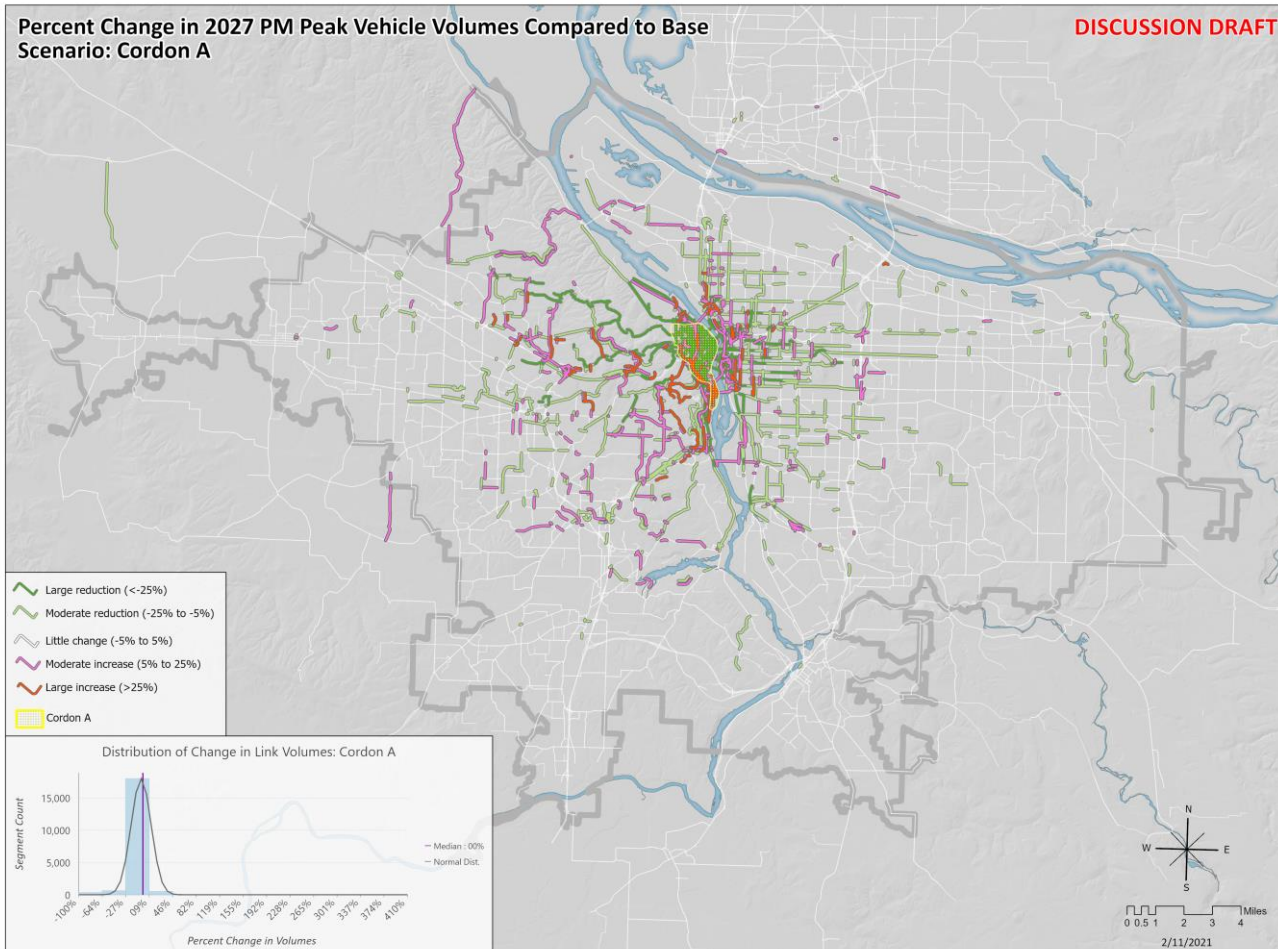 Percent Change in 2027 PM Peak Vehicle Volumes Compared to Base
Scenario: Cordon A
DISCUSSION DRAFT
Large reduction (<-25%)
Moderate reduction (-25% to -5%)
Little change (-5% to 5%)
Moderate increase (5% to 25%)
Large increase (>25%)
Cordon A
Distribution of Change in Link Volumes: Cordon A
Segment Count
15,000
10,000
5,000
0
-100%
-64%
-27%
09%
46%
82%
119%
155%
192%
228%
265%
301%
337%
374%
410%
Percent Change in Volumes
Median : 00%
Normal Dist.
N
W E
S
0 0.5 1 2 3 4 Miles
2/11/2021